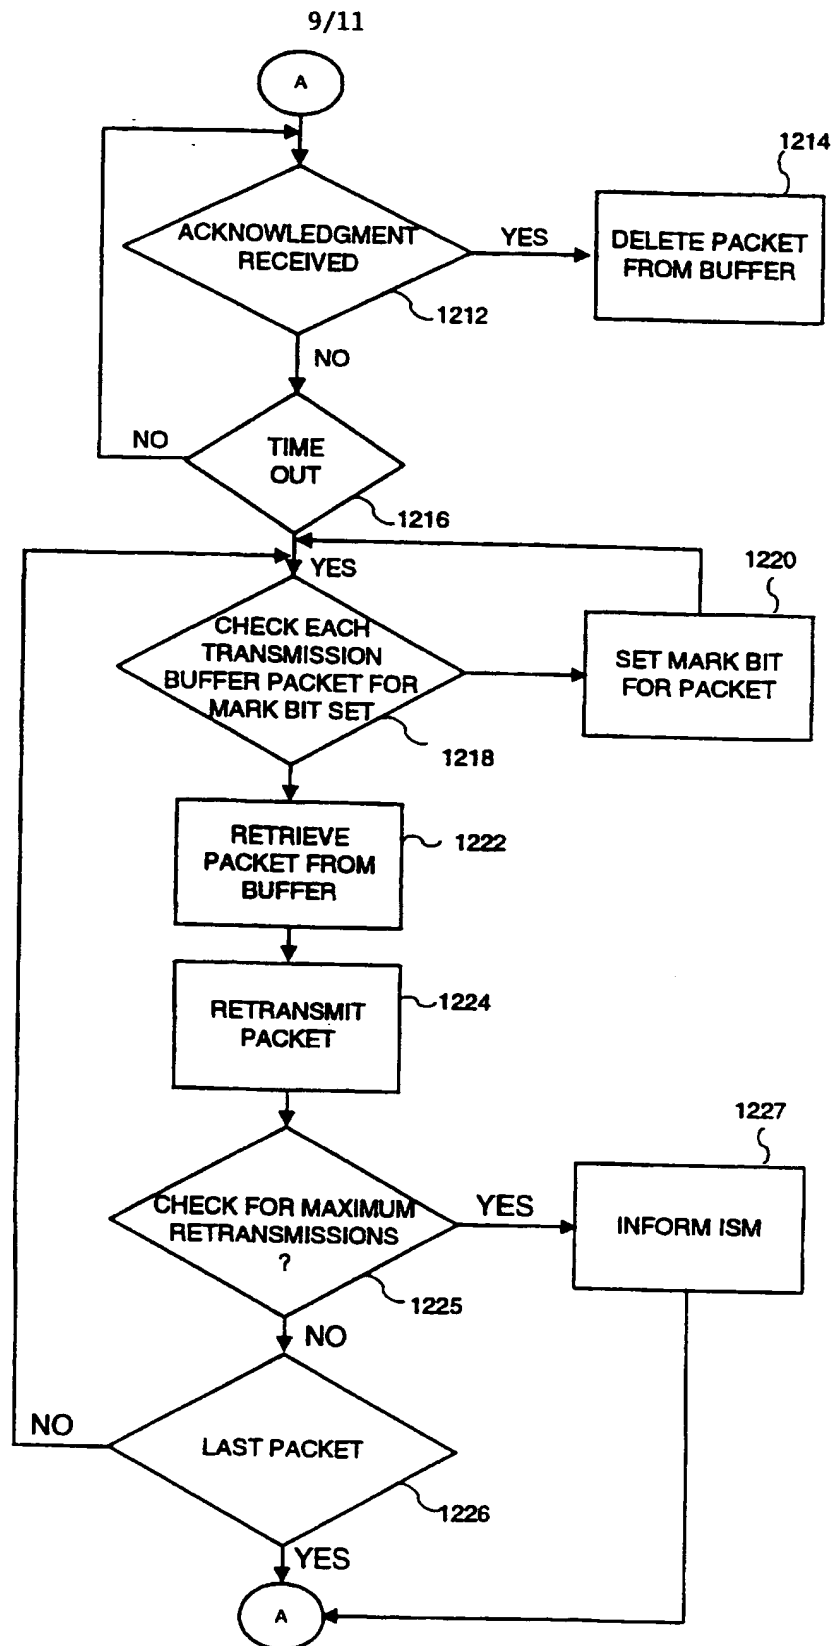 9/11
A
1214
ACKNOWLEDGMENT
RECEIVED
YES
DELETE PACKET
FROM BUFFER
1212
NO
NO
TIME
OUT
1216
YES
1220
CHECK EACH
TRANSMISSION
BUFFER PACKET FOR
MARK BIT SET
SET MARK BIT
FOR PACKET
1218
RETRIEVE
PACKET FROM
BUFFER
1222
RETRANSMIT
PACKET
1224
1227
CHECK FOR MAXIMUM
RETRANSMISSIONS
?
YES
INFORM ISM
1225
NO
NO
LAST PACKET
1226
YES
A